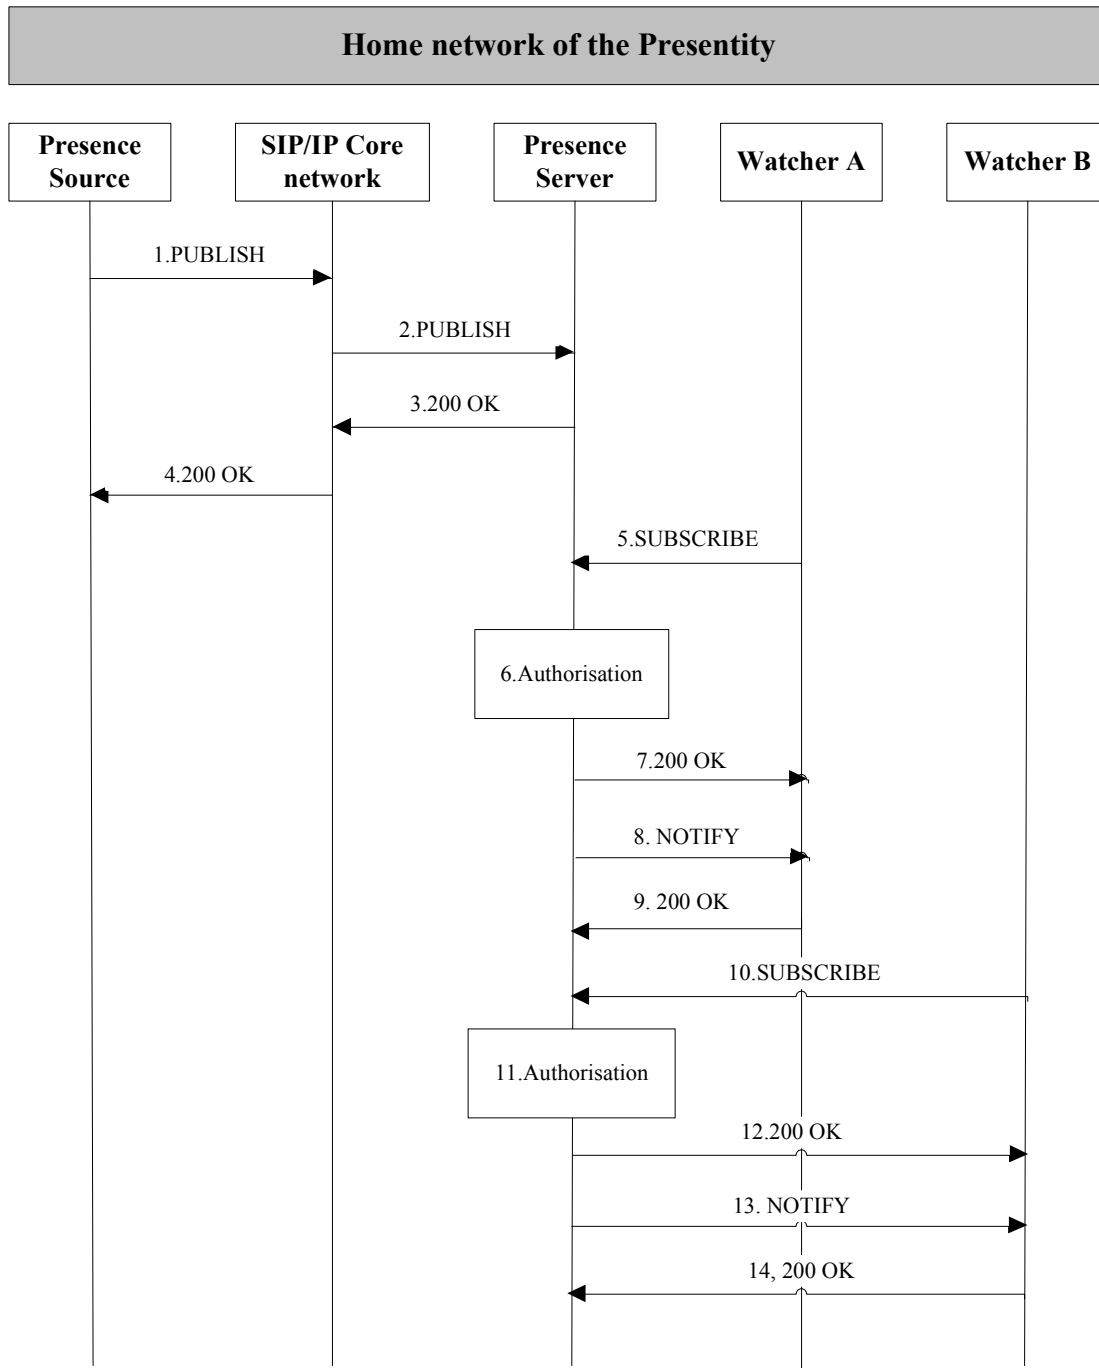 Home network of the Presentity
Presence
Source
SIP/IP Core
network
Presence
Server
Watcher A
Watcher B
1.PUBLISH
2.PUBLISH
3.200 OK
4.200 OK
5.SUBSCRIBE
6.Authorisation
7.200 OK
8. NOTIFY
9. 200 OK
10.SUBSCRIBE
11.Authorisation
12.200 OK
13. NOTIFY
14, 200 OK